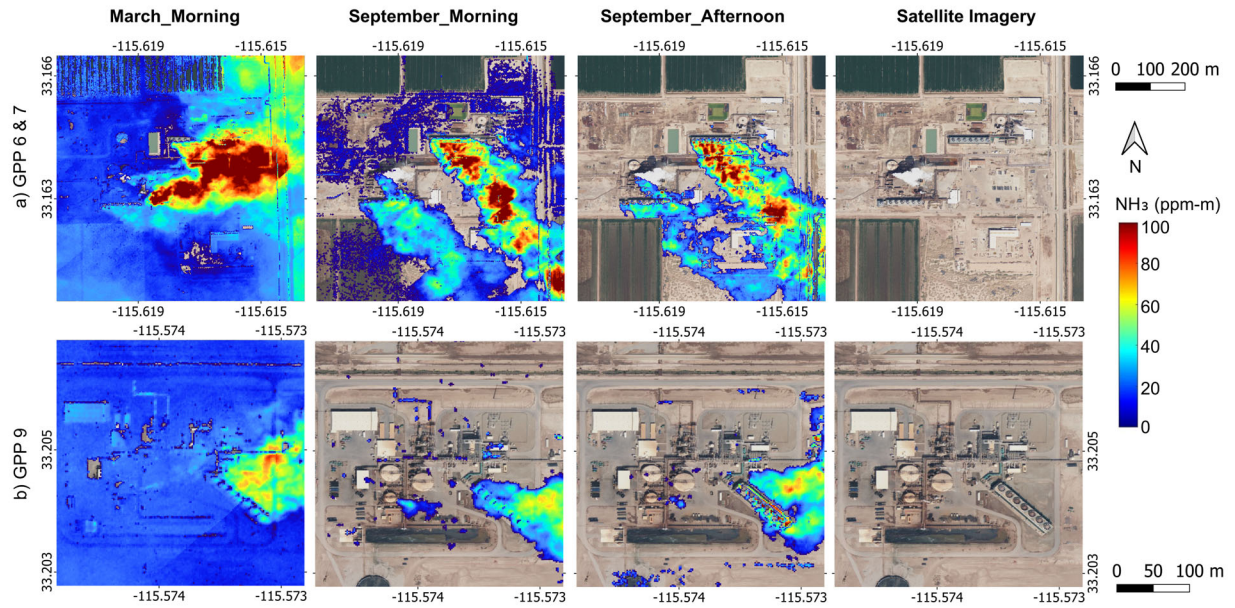 March_Morning September_Morning September_Afternoon Satellite Imagery
-115.619 -115.615 -115.619 -115.615 -115.619 -115.615 -115.619 -115.615
a) GPP 6 & 7
33.166
33.163
33.166
33.163
0 100 200 m
N
NH₃ (ppm-m)
100
80
60
40
20
0
-115.619 -115.615 -115.619 -115.615 -115.619 -115.615 -115.619 -115.615
-115.574 -115.573 -115.574 -115.573 -115.574 -115.573 -115.574 -115.573
b) GPP 9
33.205
33.203
33.205
33.203
0 50 100 m
-115.574 -115.573 -115.574 -115.573 -115.574 -115.573 -115.574 -115.573